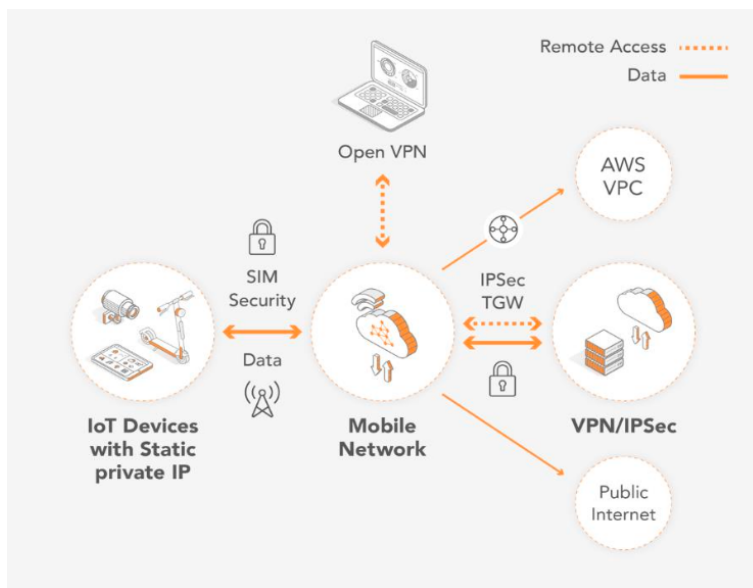 Remote Access
Data
Open VPN
AWS
VPC
SIM
Security
IPSec
TGW
Data
IoT Devices
with Static
private IP
Mobile
Network
VPN/IPSec
Public
Internet